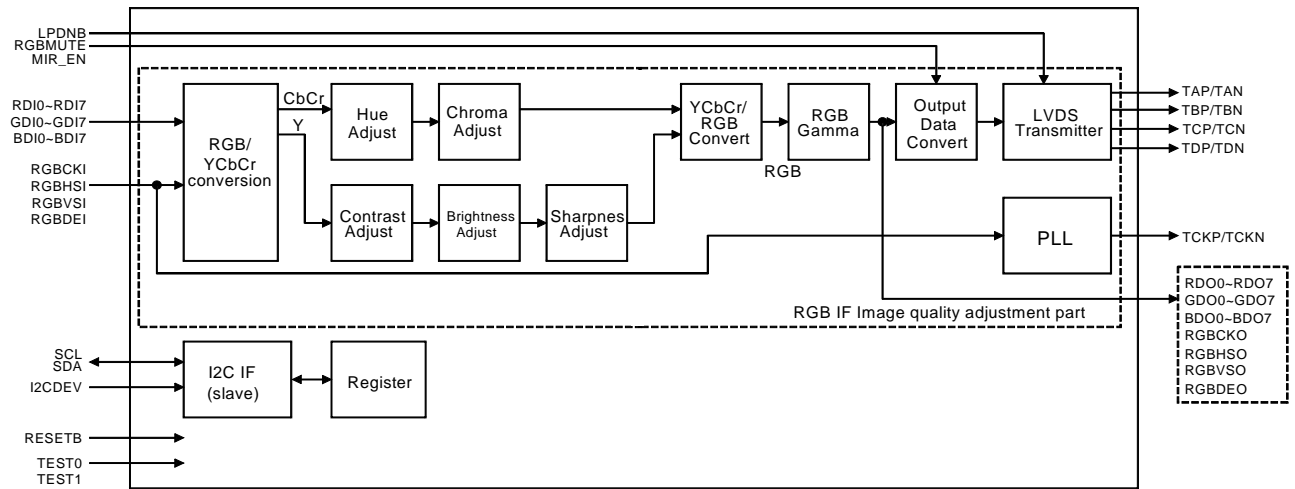 LPDNB
RGBMUTE
MIR_EN
RDI0~RDI7
GDI0~GDI7
BDI0~BDI7
RGBCKI
RGBHSI
RGBVSI
RGBDEI
RGB/
YCbCr
conversion
CbCr
Y
Hue
Adjust
Chroma
Adjust
Contrast
Adjust
Brightness
Adjust
Sharpnes
Adjust
YCbCr/
RGB
Convert
RGB
RGB
Gamma
Output
Data
Convert
LVDS
Transmitter
PLL
TAP/TAN
TBP/TBN
TCP/TCN
TDP/TDN
TCKP/TCKN
RGB IF Image quality adjustment part
RDO0~RDO7
GDO0~GDO7
BDO0~BDO7
RGBCKO
RGBHSO
RGBVSO
RGBDEO
SCL
SDA
I2CDEV
I2C IF
(slave)
Register
RESETB
TEST0
TEST1